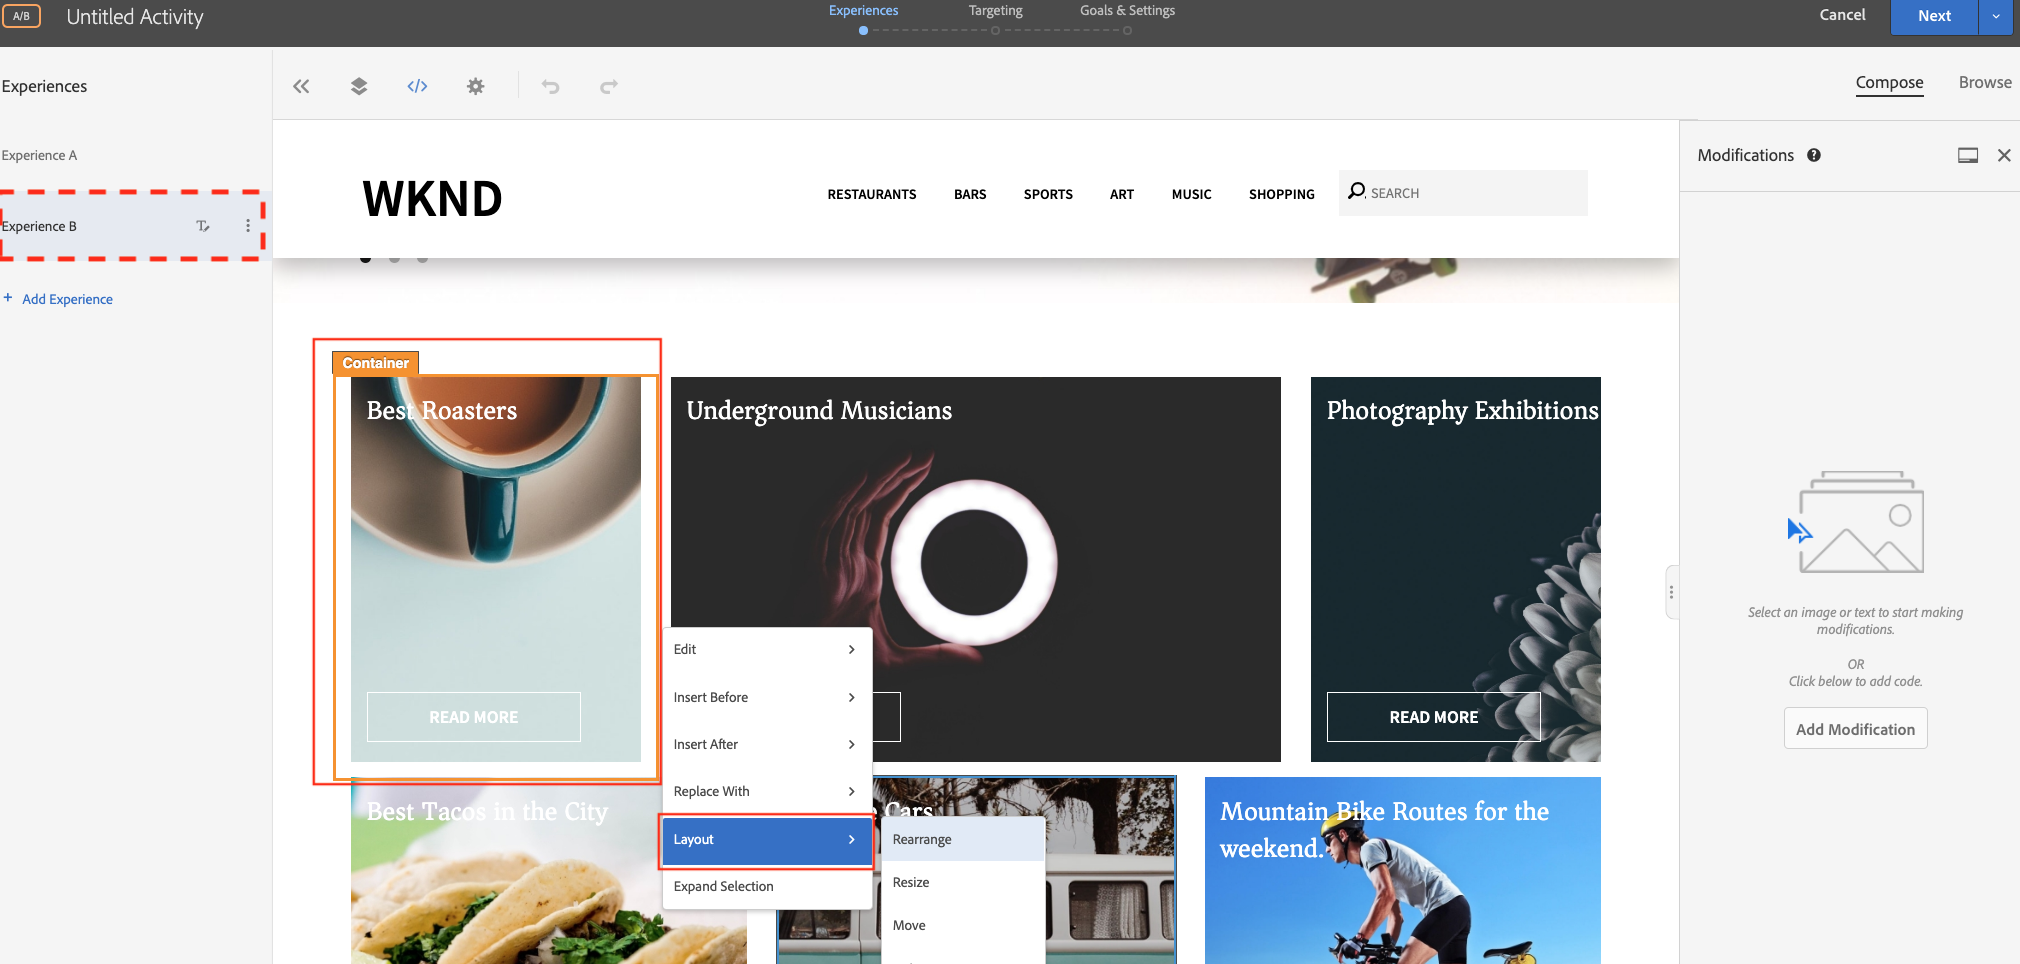 A/B
Untitled Activity
Experiences
Targeting
Goals & Settings
Cancel
Next
Experiences
Compose
Browse
Experience A
Experience B
+ Add Experience
Modifications
WKND
RESTAURANTS
BARS
SPORTS
ART
MUSIC
SHOPPING
SEARCH
Container
Best Roasters
Underground Musicians
Photography Exhibitions
READ MORE
READ MORE
Edit
Insert Before
Insert After
Replace With
Layout
Expand Selection
Rearrange
Resize
Move
Best Tacos in the City
Cars
Mountain Bike Routes for the
weekend.
Select an image or text to start making
modifications.
OR
Click below to add code.
Add Modification